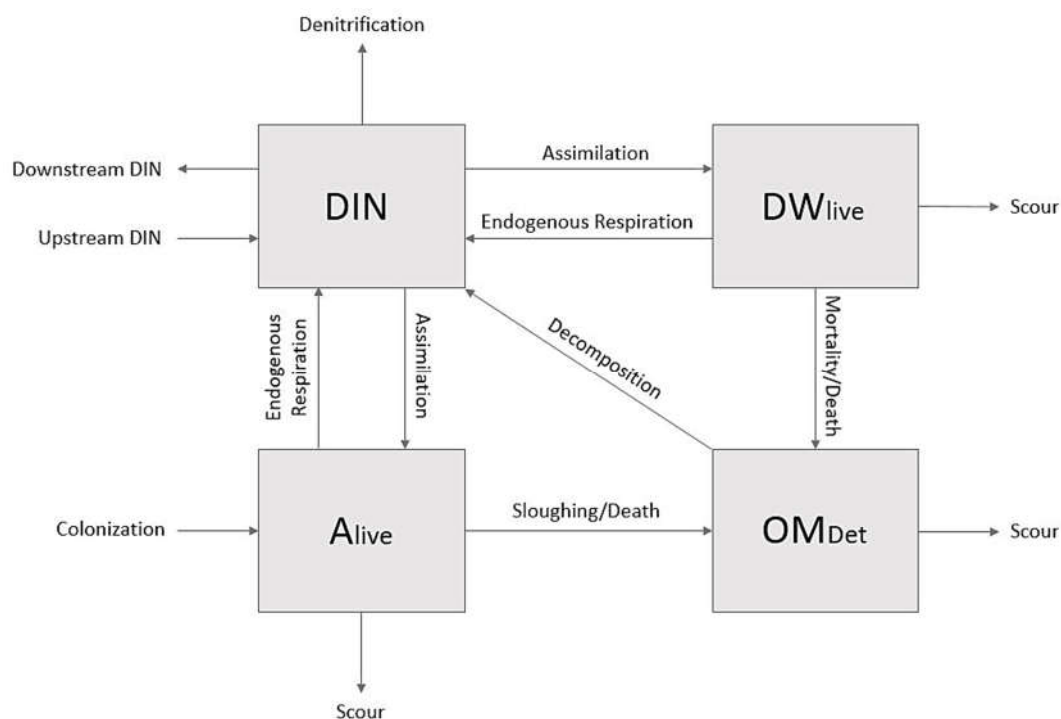 Denitrification
Downstream DIN
Upstream DIN
DIN
Assimilation
Endogenous Respiration
DWlive
Scour
Endogenous
Respiration
Assimilation
Decomposition
Mortality/Death
Colonization
Alive
Sloughing/Death
OMDet
Scour
Scour